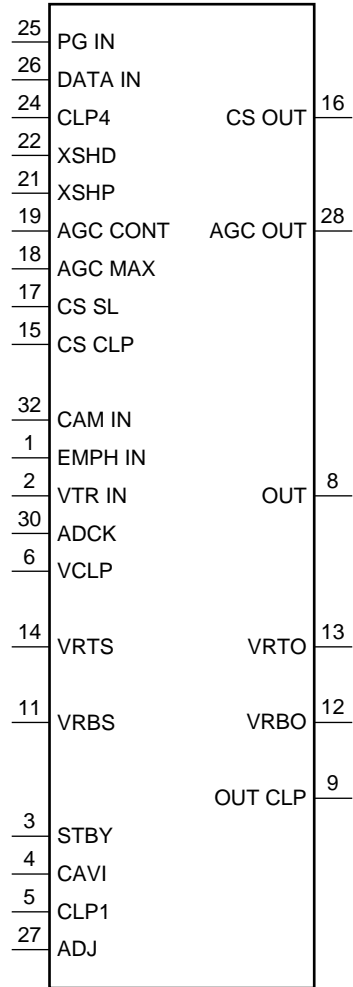 25 PG IN
26 DATA IN
24 CLP4 CS OUT 16
22 XSHD
21 XSHP
19 AGC CONT AGC OUT 28
18 AGC MAX
17 CS SL
15 CS CLP
32 CAM IN
1 EMPH IN
2 VTR IN OUT 8
30 ADCK
6 VCLP
14 VRTS VRTO 13
11 VRBS VRBO 12
OUT CLP 9
3 STBY
4 CAVI
5 CLP1
27 ADJ